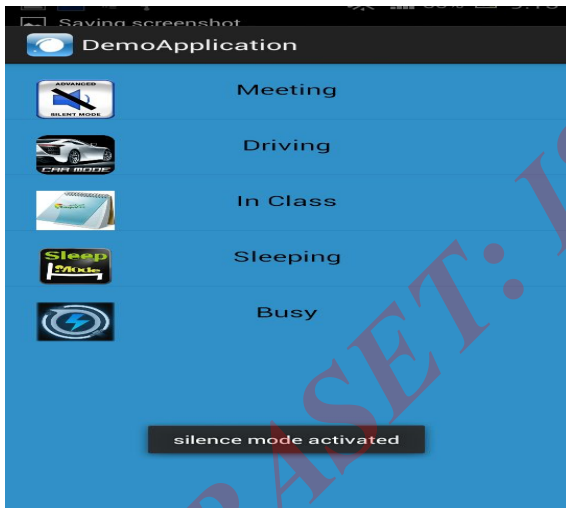 Saving screenshot
DemoApplication
ADVANCED
SILENT MODE
Meeting
CAR MODE
Driving
In Class
Sleep
Mode
Sleeping
Busy
silence mode activated